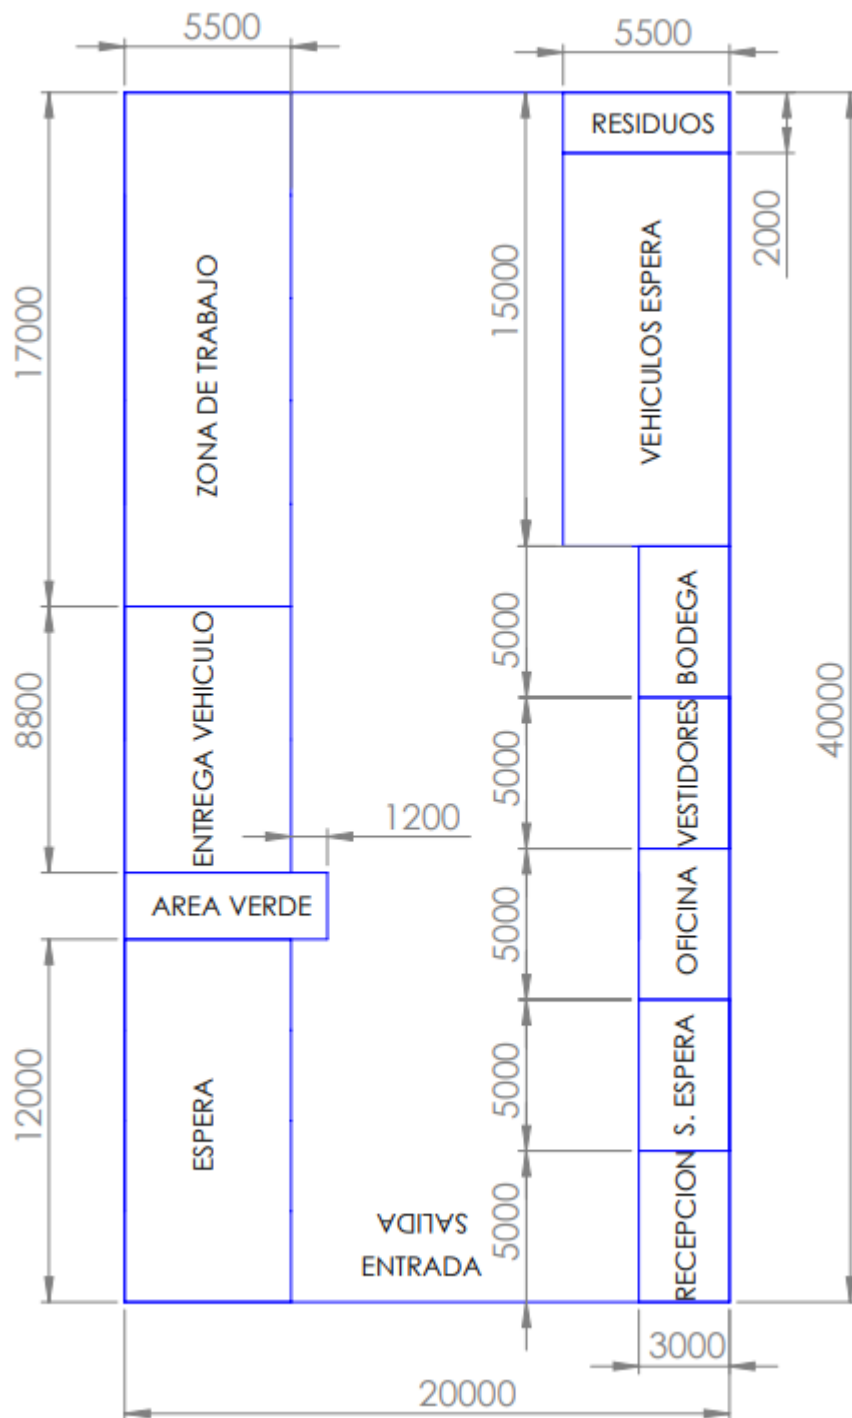 5500
5500
RESIDUOS
2000
17000
ZONA DE TRABAJO
15000
VEHICULOS ESPERA
40000
8800
ENTREGA VEHICULO
5000
BODEGA
5000
VESTIDORES
1200
AREA VERDE
5000
OFICINA
12000
ESPERA
5000
S. ESPERA
SALIDA
ENTRADA
5000
RECEPCION
3000
20000